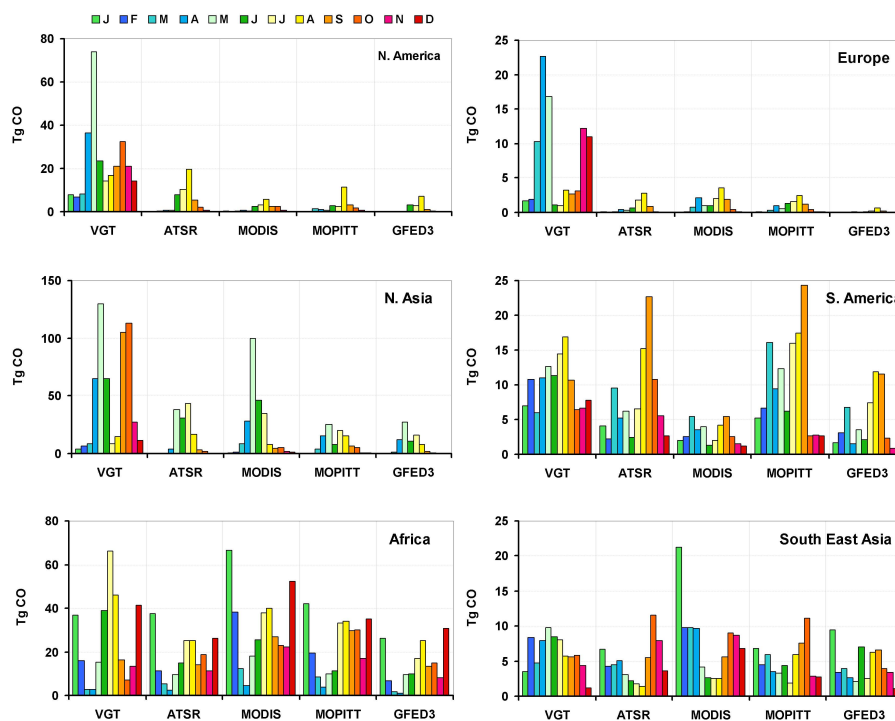 J F M A M J J A S O N D
N. America
Tg CO
80
60
40
20
0
VGT ATSR MODIS MOPITT GFED3
Europe
Tg CO
25
20
15
10
5
0
VGT ATSR MODIS MOPITT GFED3
N. Asia
Tg CO
150
100
50
0
VGT ATSR MODIS MOPITT GFED3
S. America
Tg CO
25
20
15
10
5
0
VGT ATSR MODIS MOPITT GFED3
Africa
Tg CO
80
60
40
20
0
VGT ATSR MODIS MOPITT GFED3
South East Asia
Tg CO
25
20
15
10
5
0
VGT ATSR MODIS MOPITT GFED3